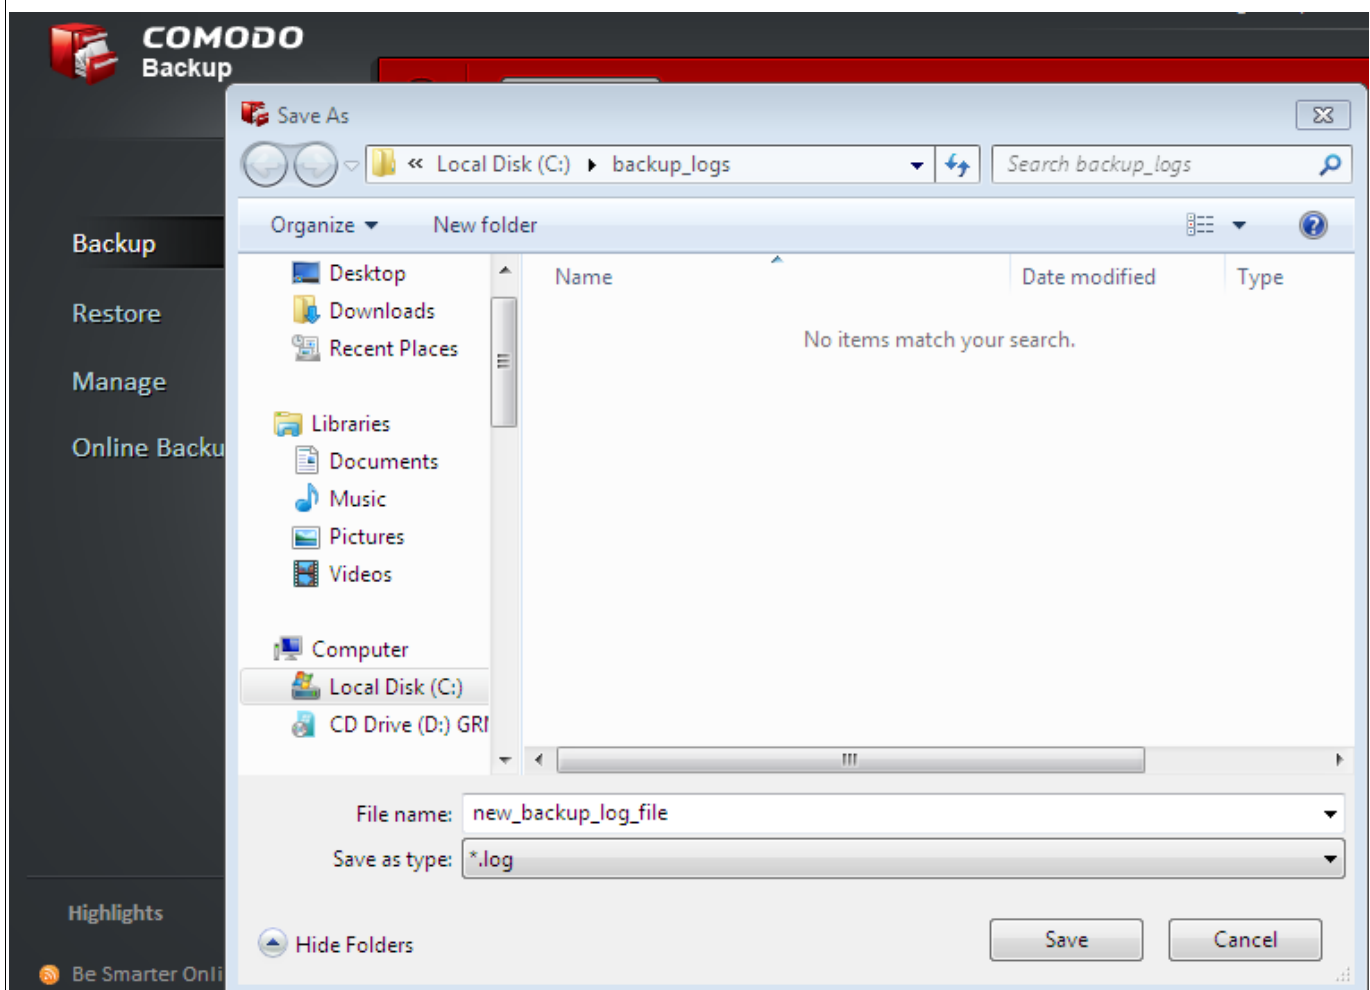 COMODO
Backup
Save As
« Local Disk (C:) backup_logs
Search backup_logs
Organize
New folder
Backup
Restore
Manage
Online Backu
Desktop
Downloads
Recent Places
Libraries
Documents
Music
Pictures
Videos
Computer
Local Disk (C:)
CD Drive (D:)
Name
Date modified
Type
No items match your search.
File name: new_backup_log_file
Save as type: *.log
Hide Folders
Save
Cancel
Highlights
Be Smarter Onli